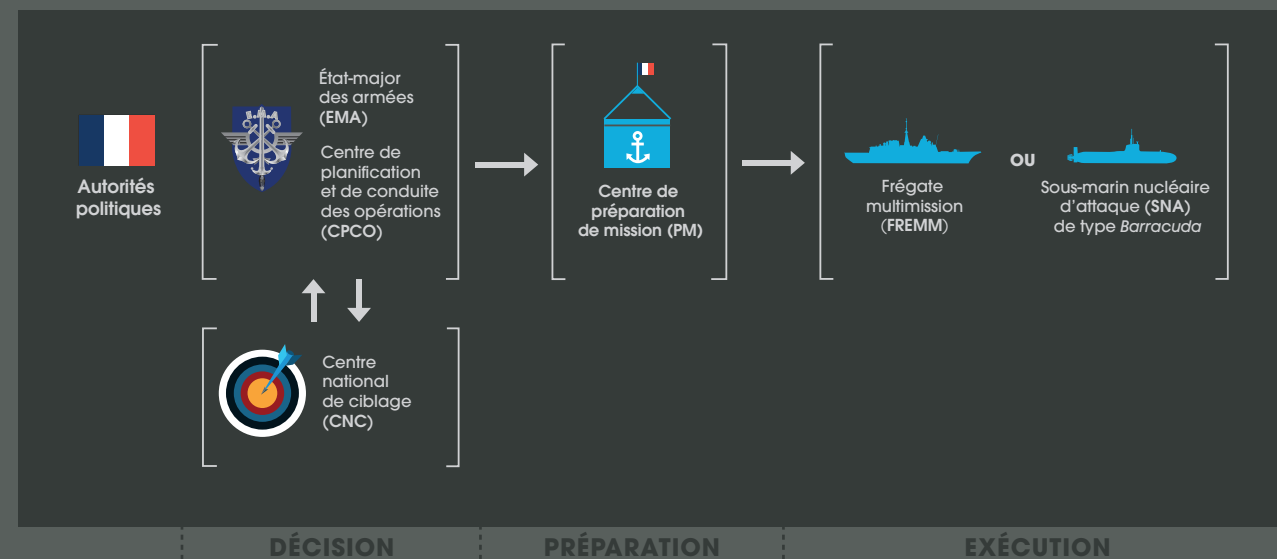 Autorités
politiques
État-major
des armées
(EMA)
Centre de
planification
et de conduite
des opérations
(CPCO)
Centre
national
de ciblage
(CNC)
Centre de
préparation
de mission (PM)
Frégate
multimission
(FREMM)
OU
Sous-marin nucléaire
d’attaque (SNA)
de type Barracuda
DÉCISION
PRÉPARATION
EXÉCUTION